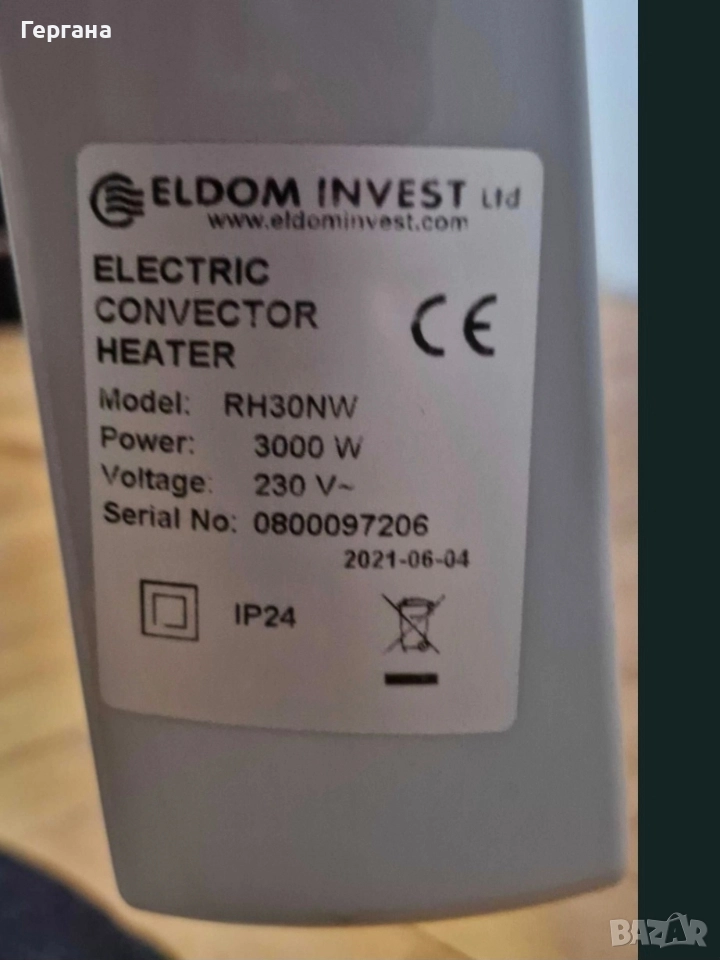 Гергана
ELDOM INVEST Ltd
www.eldominvest.com
ELECTRIC
CONVECTOR
HEATER
CE
Model: RH30NW
Power: 3000 W
Voltage: 230 V~
Serial No: 0800097206
2021-06-04
IP24
BAZAR